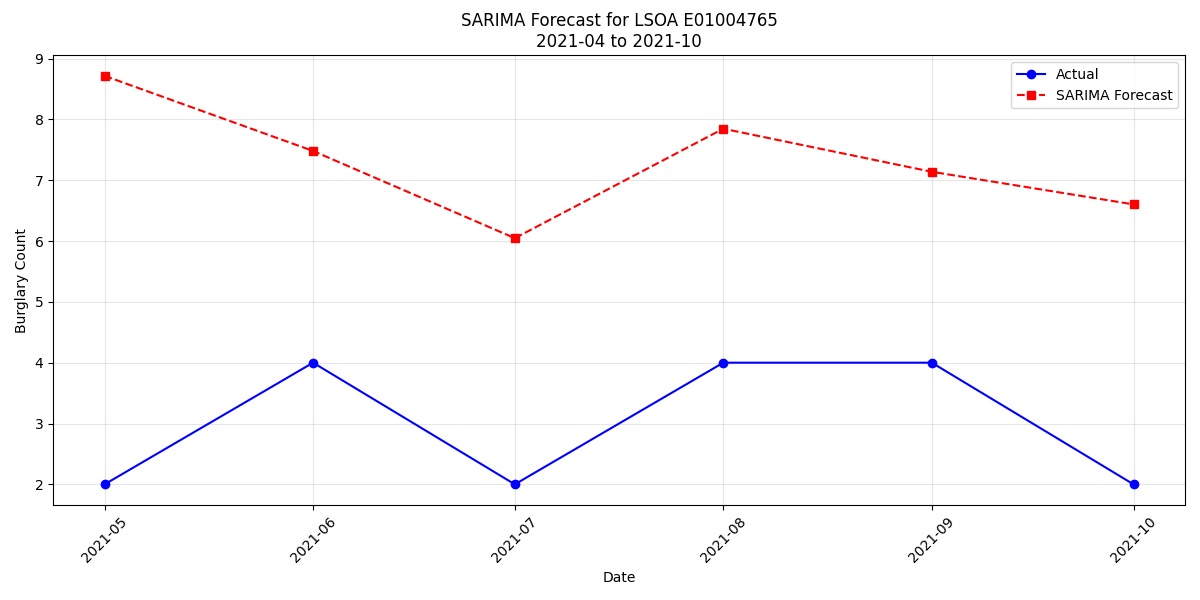 SARIMA Forecast for LSOA E01004765
2021-04 to 2021-10
Actual
SARIMA Forecast
Burglary Count
9
8
7
6
5
4
3
2
2021-05
2021-06
2021-07
2021-08
2021-09
2021-10
Date